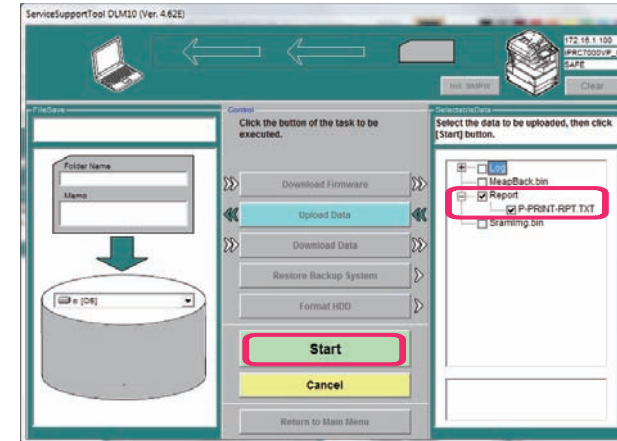 ServiceSupportTool DLM10 (Ver. 4.62E)
172.16.1.100
iPRC7000VP_
SAFE
Init. SMPW
Clear
FileSave
Folder Name
Memo
c: [OS]
Control
Click the button of the task to be
executed.
Download Firmware
Upload Data
Download Data
Restore Backup System
Format HDD
Start
Cancel
Return to Main Menu
SelectableData
Select the data to be uploaded, then click
[Start] button.
Log
MeapBack.bin
Report
P-PRINT-RPT.TXT
SramImg.bin